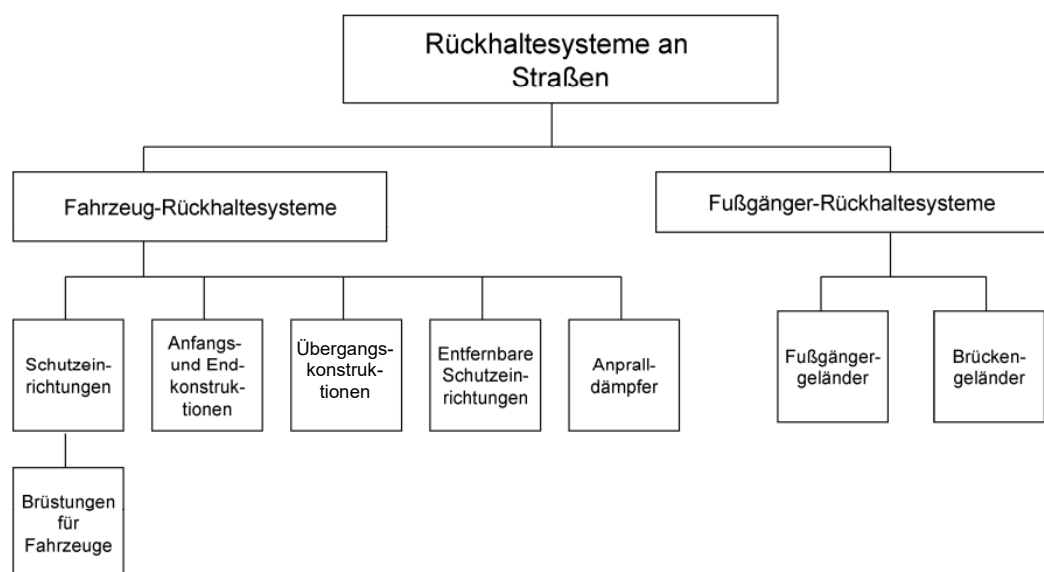 Rückhaltesysteme an
Straßen
Fahrzeug-Rückhaltesysteme
Fußgänger-Rückhaltesysteme
Schutzein-
richtungen
Anfangs-
und End-
konstruk-
tionen
Übergangs-
konstruk-
tionen
Entfernbare
Schutzein-
richtungen
Anprall-
dämpfer
Fußgänger-
geländer
Brücken-
geländer
Brüstungen
für
Fahrzeuge